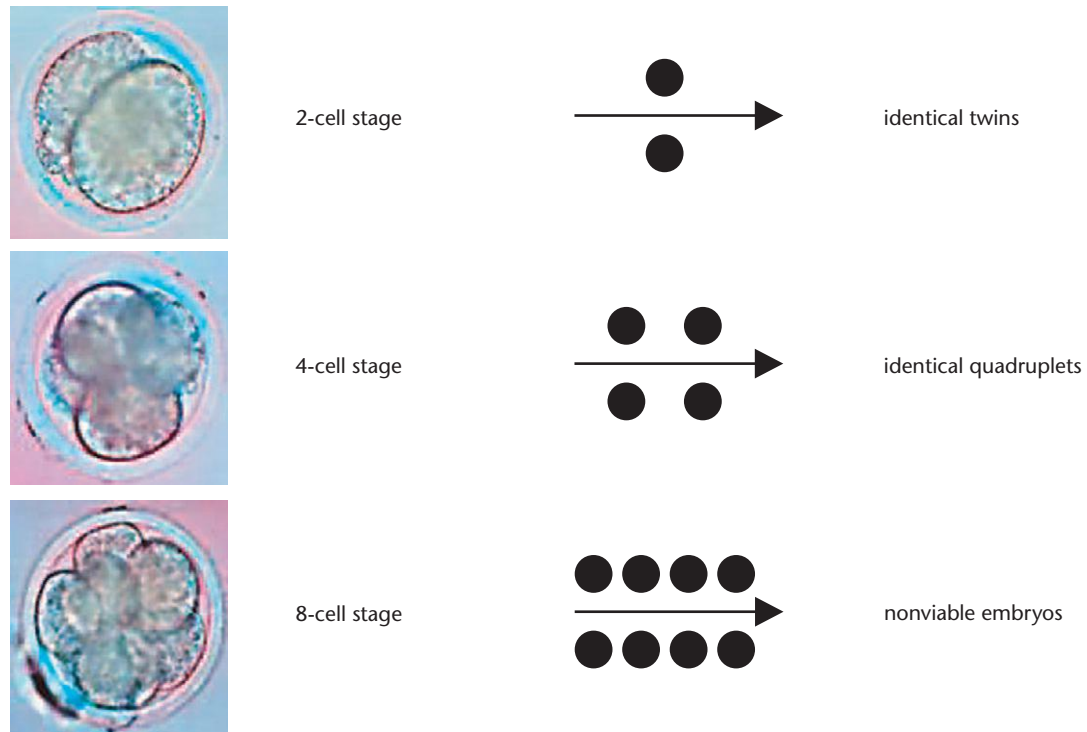 2-cell stage
identical twins
4-cell stage
identical quadruplets
8-cell stage
nonviable embryos